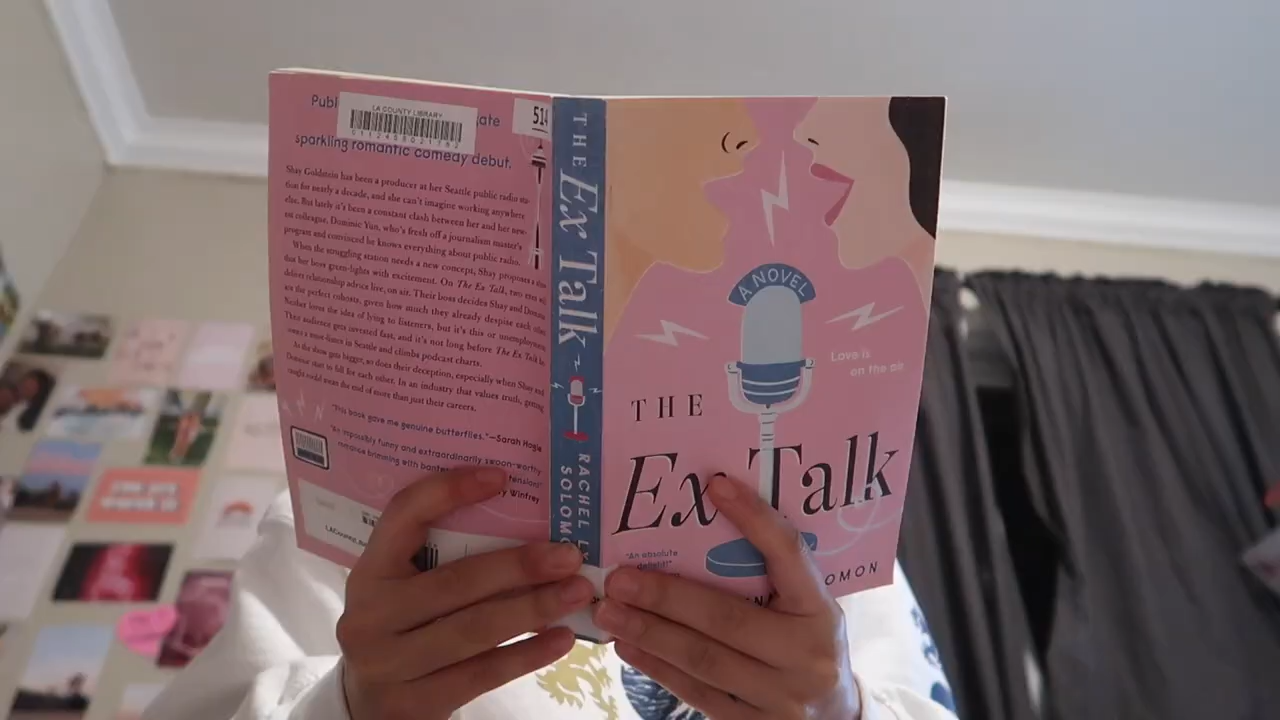 Publ
ate
LA COUNTY LIBRARY
514
sparkling romantic comedy debut.
Shay Goldstein has been a producer at her Seattle public radio sta-
tion for nearly a decade, and she can't imagine working anywhere
else. But lately it's been a constant clash between her and her new-
est colleague, Dominic Yun, who's fresh off a journalism master's
program and convinced he knows everything about public radio.
When the struggling station needs a new concept, Shay proposes a show
that her boss green-lights with excitement. On The Ex Talk, two exes will
deliver relationship advice live, on air. Their boss decides Shay and Dominic
are the perfect cohosts, given how much they already despise each other.
Neither loves the idea of lying to listeners, but it's this or unemployment.
Their audience gets invested fast, and it's not long before The Ex Talk be-
comes a must-listen in Seattle and climbs podcast charts.
As the show gets bigger, so does their deception, especially when Shay and
Dominic start to fall for each other. In an industry that values truth, getting
caught could mean the end of more than just their careers.
"This book gave me genuine butterflies."—Sarah Hogle
"An impossibly funny and extraordinarily swoon-worthy
romance brimming with banter
tension!"
y Winfrey
THE Ex Talk
RACHEL L
SOLOMO
A NOVEL
Love is
on the air
THE
Ex Talk
"An absolute
delight!"
OMON